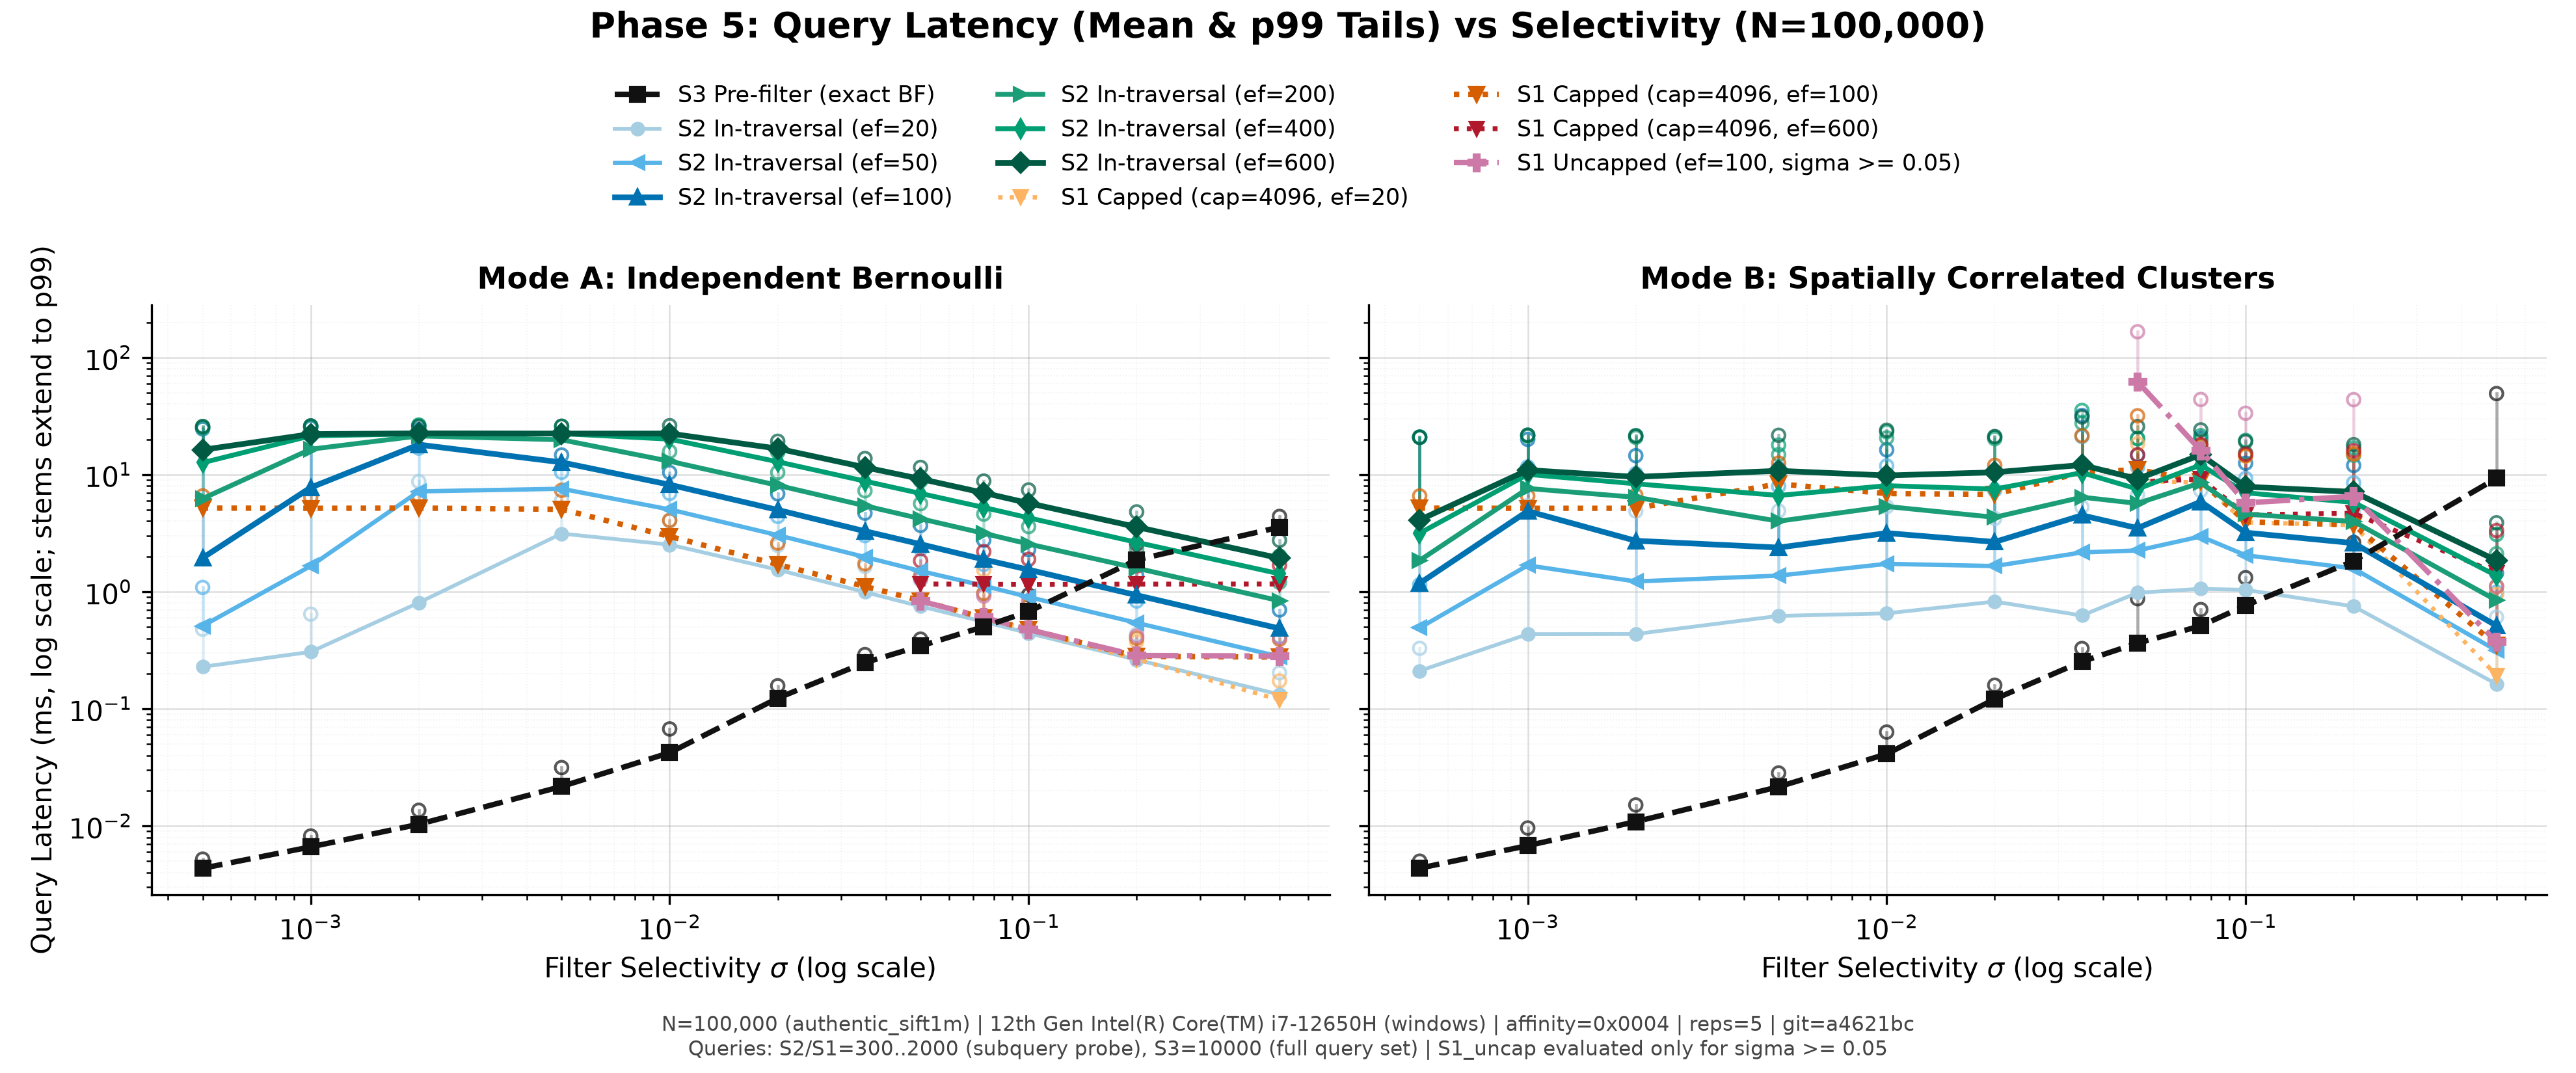 Phase 5: Query Latency (Mean & p99 Tails) vs Selectivity (N=100,000)
S3 Pre-filter (exact BF)
S2 In-traversal (ef=20)
S2 In-traversal (ef=50)
S2 In-traversal (ef=100)
S2 In-traversal (ef=200)
S2 In-traversal (ef=400)
S2 In-traversal (ef=600)
S1 Capped (cap=4096, ef=20)
S1 Capped (cap=4096, ef=100)
S1 Capped (cap=4096, ef=600)
S1 Uncapped (ef=100, sigma >= 0.05)
Query Latency (ms, log scale; stems extend to p99)
Mode A: Independent Bernoulli
10²
10¹
10⁰
10⁻¹
10⁻²
10⁻³
10⁻²
10⁻¹
Filter Selectivity σ (log scale)
Mode B: Spatially Correlated Clusters
10⁻³
10⁻²
10⁻¹
Filter Selectivity σ (log scale)
N=100,000 (authentic_sift1m) | 12th Gen Intel(R) Core(TM) i7-12650H (windows) | affinity=0x0004 | reps=5 | git=a4621bc
Queries: S2/S1=300..2000 (subquery probe), S3=10000 (full query set) | S1_uncap evaluated only for sigma >= 0.05